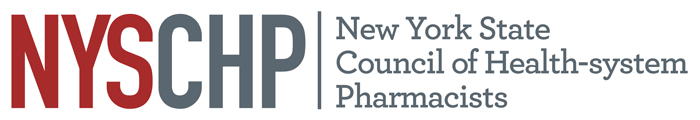 NYSCHP
New York State
Council of Health-system
Pharmacists